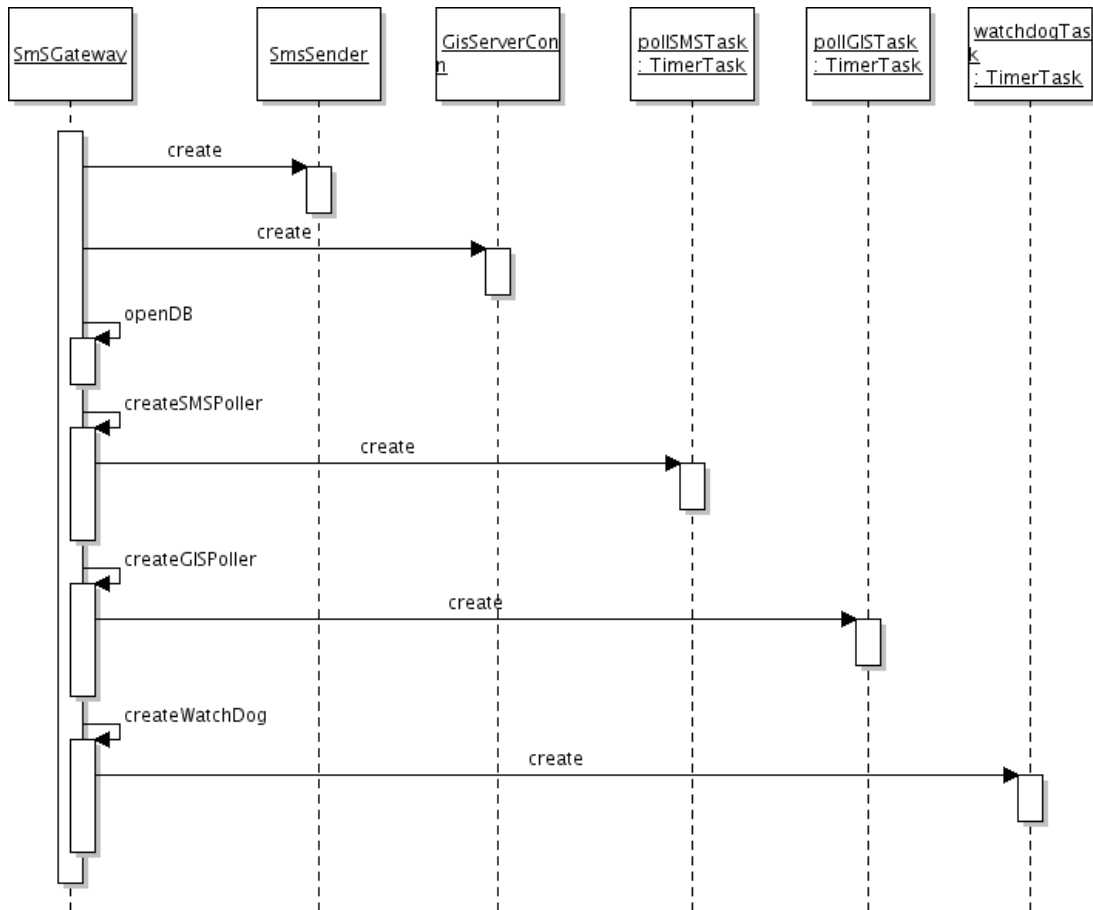 SmSGateway
SmsSender
GisServerCon
n
pollSMSTask
: TimerTask
pollGISTask
: TimerTask
watchdogTas
k
: TimerTask
create
create
openDB
createSMSPoller
create
createGISPoller
create
createWatchDog
create